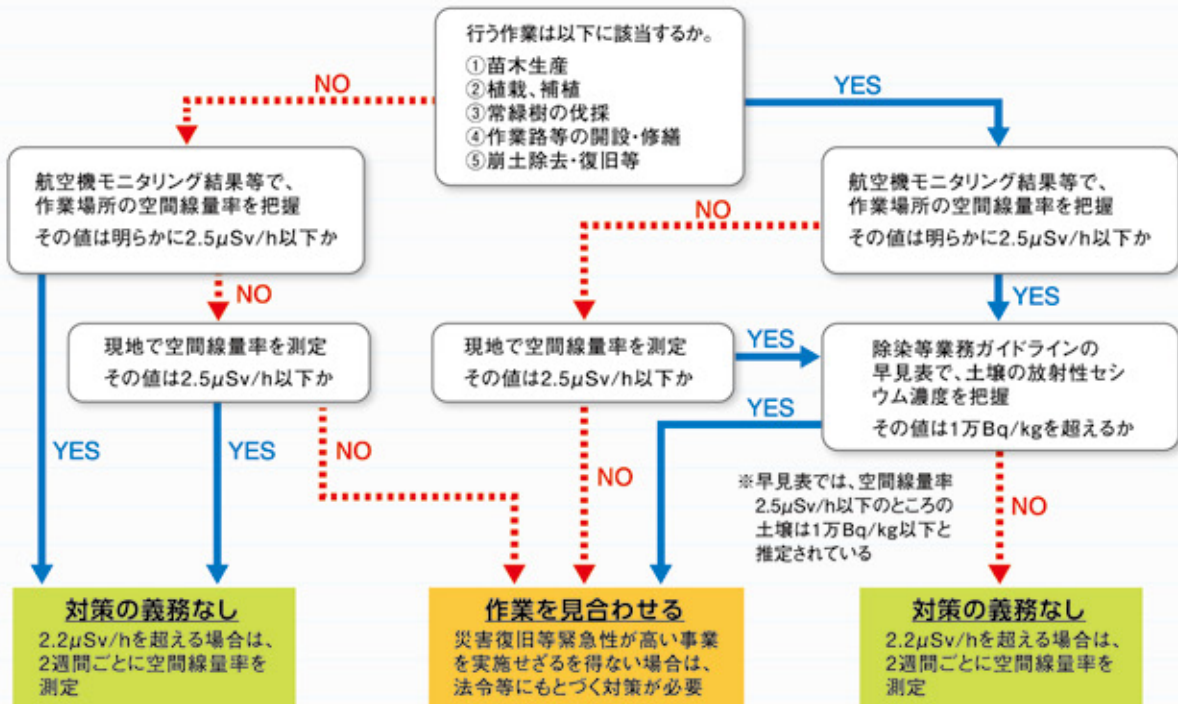 行う作業は以下に該当するか。
①苗木生産
②植栽、補植
③常緑樹の伐採
④作業路等の開設・修繕
⑤崩土除去・復旧等
NO
YES
航空機モニタリング結果等で、
作業場所の空間線量率を把握
その値は明らかに2.5μSv/h以下か
航空機モニタリング結果等で、
作業場所の空間線量率を把握
その値は明らかに2.5μSv/h以下か
NO
NO
YES
現地で空間線量率を測定
その値は2.5μSv/h以下か
現地で空間線量率を測定
その値は2.5μSv/h以下か
YES
除染等業務ガイドラインの
早見表で、土壌の放射性セシ
ウム濃度を把握
その値は1万Bq/kgを超えるか
YES
YES
YES
NO
NO
※早見表では、空間線量率
2.5μSv/h以下のところの
土壌は1万Bq/kg以下と
推定されている
NO
対策の義務なし
2.2μSv/hを超える場合は、
2週間ごとに空間線量率を
測定
作業を見合わせる
災害復旧等緊急性が高い事業
を実施せざるを得ない場合は、
法令等にもとづく対策が必要
対策の義務なし
2.2μSv/hを超える場合は、
2週間ごとに空間線量率を
測定